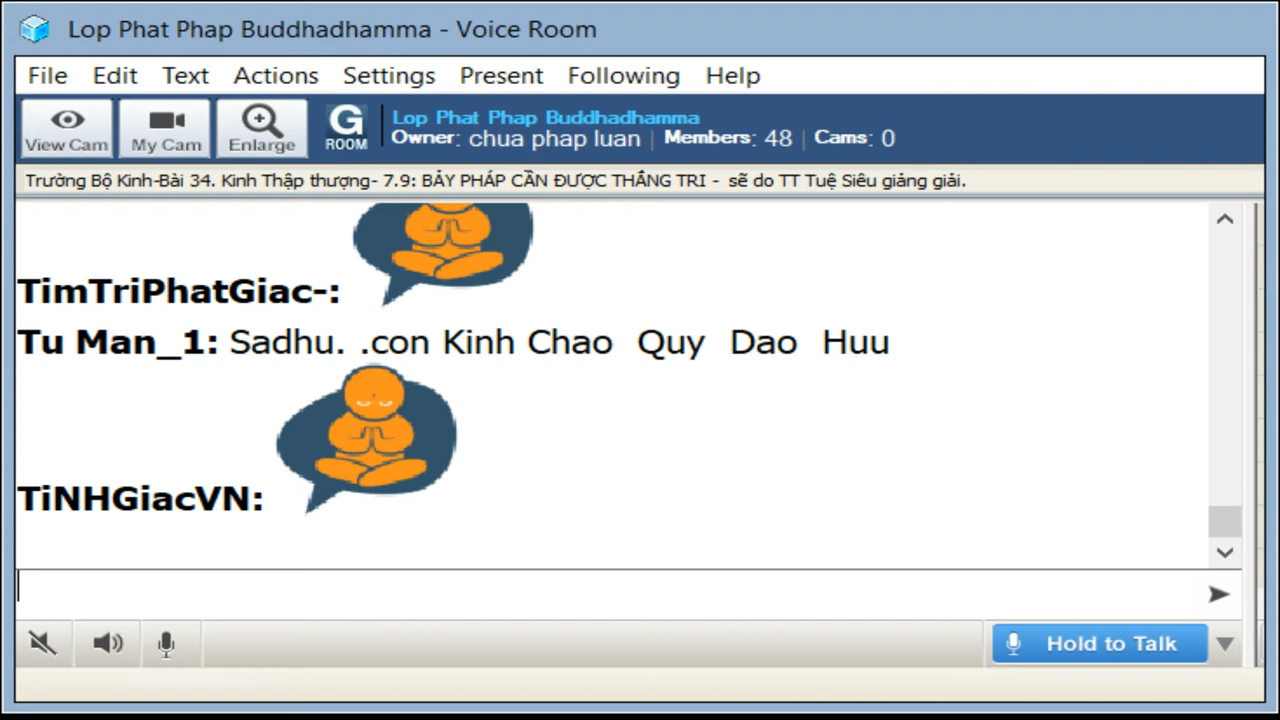 Lop Phat Phap Buddhadhamma - Voice Room
File Edit Text Actions Settings Present Following Help
View Cam My Cam Enlarge G ROOM
Lop Phat Phap Buddhadhamma
Owner: chua phap luan | Members: 48 | Cams: 0
Trường Bộ Kinh-Bài 34. Kinh Thập thượng- 7.9: BẢY PHÁP CẦN ĐƯỢC THẮNG TRI - sẽ do TT Tuệ Siêu giảng giải.
TimTriPhatGiac-:
Tu Man_1: Sadhu. .con Kinh Chao Quy Dao Huu
TiNHGiacVN:
Hold to Talk